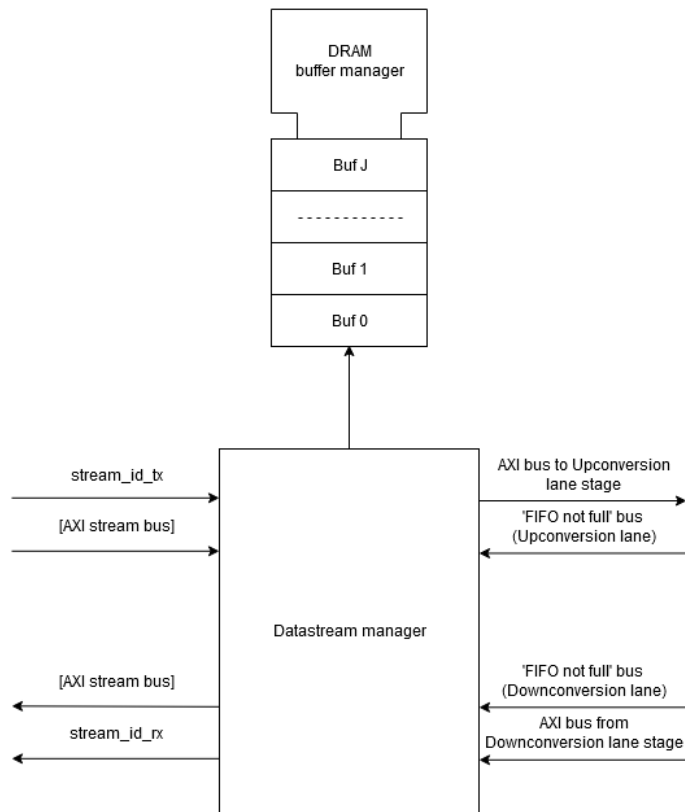 DRAM
buffer manager
Buf J
------------
Buf 1
Buf 0
stream_id_tx
[AXI stream bus]
AXI bus to Upconversion
lane stage
'FIFO not full' bus
(Upconversion lane)
Datastream manager
[AXI stream bus]
stream_id_rx
'FIFO not full' bus
(Downconversion lane)
AXI bus from
Downconversion lane stage